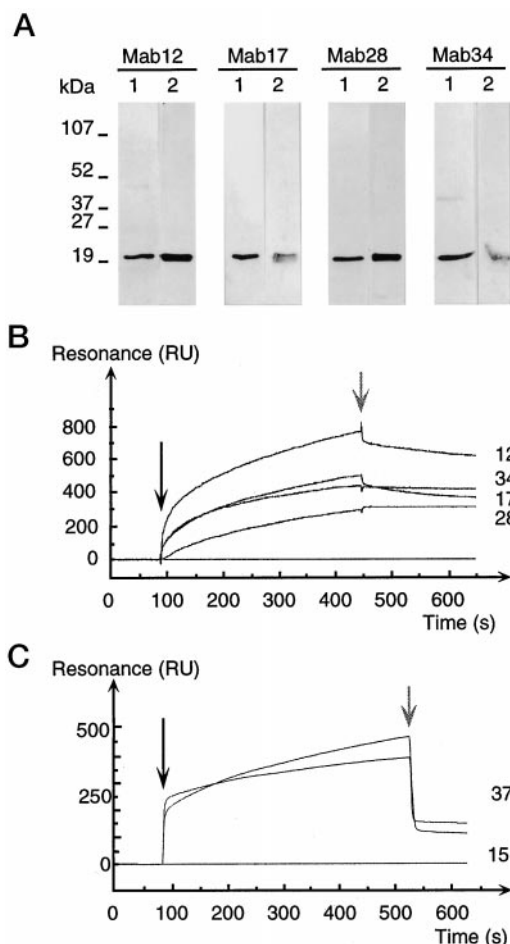 A
Mab12 Mab17 Mab28 Mab34
kDa 1 2 1 2 1 2 1 2
107
52
37
27
19
B
Resonance (RU)
800
600
400
200
0
12
34
17
28
0 100 200 300 400 500 600
Time (s)
C
Resonance (RU)
500
250
0
37
15
0 100 200 300 400 500 600
Time (s)